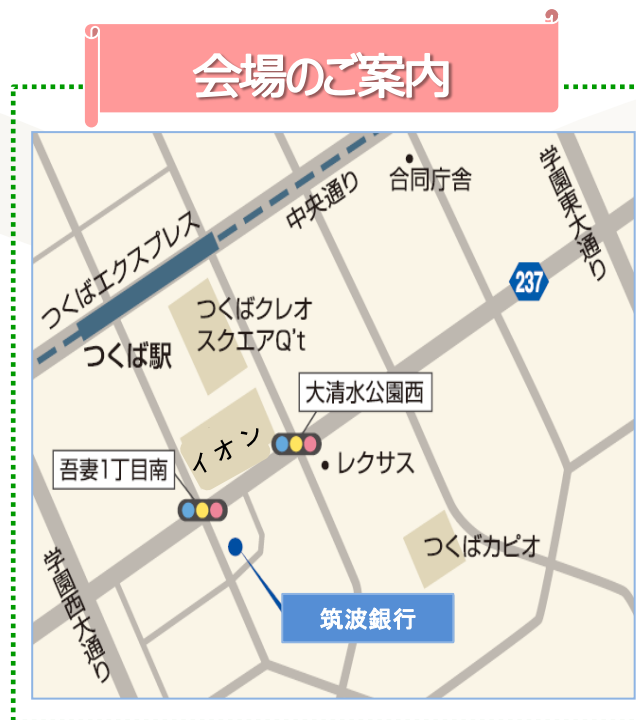 会場のご案内
合同庁舎
学園東大通り
中央通り
つくばエクスプレス
237
つくばクレオ
スクエアQ't
つくば駅
大清水公園西
イオン
吾妻1丁目南
レクサス
つくばカピオ
学園西大通り
筑波銀行